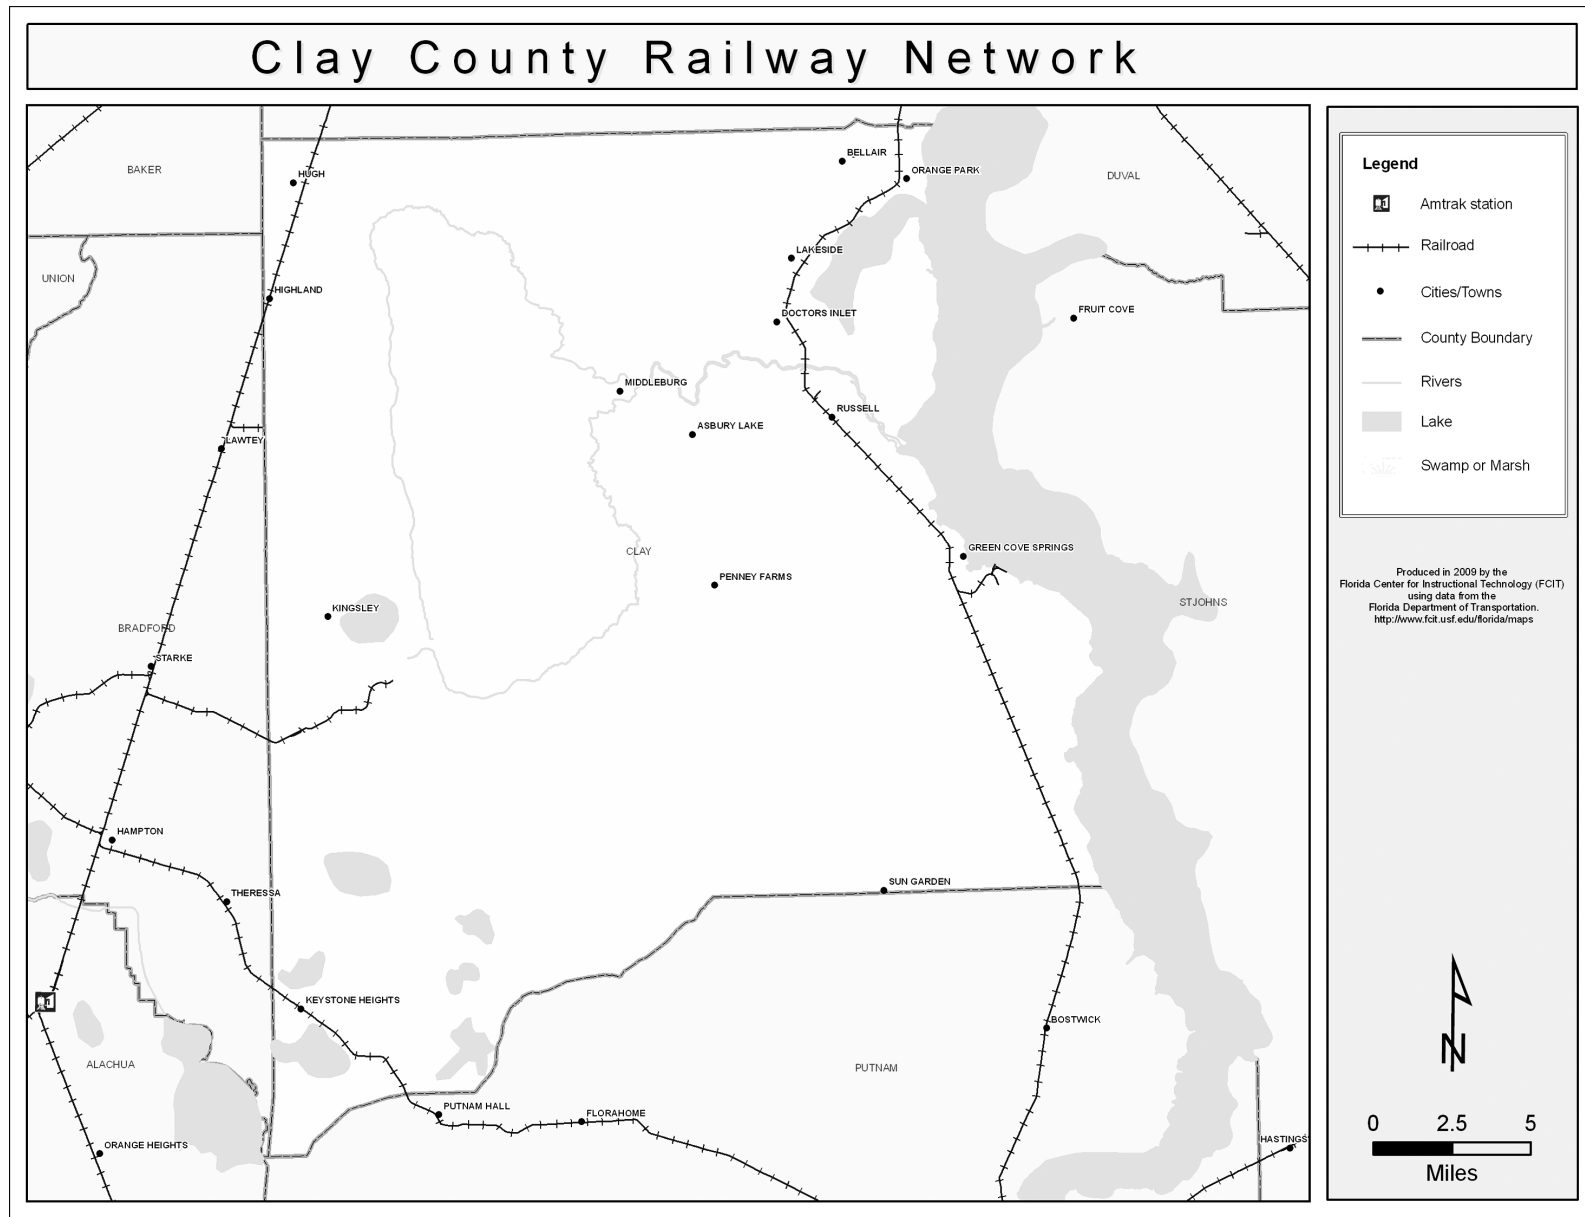 Clay County Railway Network
BAKER
HUGH
BELLAIR
ORANGE PARK
DUVAL
UNION
LAKESIDE
HIGHLAND
DOCTORS INLET
FRUIT COVE
MIDDLEBURG
RUSSELL
ASBURY LAKE
LAWTEY
CLAY
GREEN COVE SPRINGS
PENNEY FARMS
STJOHNS
KINGSLEY
BRADFORD
STARKE
HAMPTON
THERESSA
SUN GARDEN
KEYSTONE HEIGHTS
BOSTWICK
ALACHUA
PUTNAM
PUTNAM HALL
FLORAHOME
ORANGE HEIGHTS
HASTINGS
Legend
Amtrak station
Railroad
Cities/Towns
County Boundary
Rivers
Lake
Swamp or Marsh
Produced in 2009 by the
Florida Center for Instructional Technology (FCIT)
using data from the
Florida Department of Transportation.
http://www.fcit.usf.edu/florida/maps
N
0 2.5 5
Miles